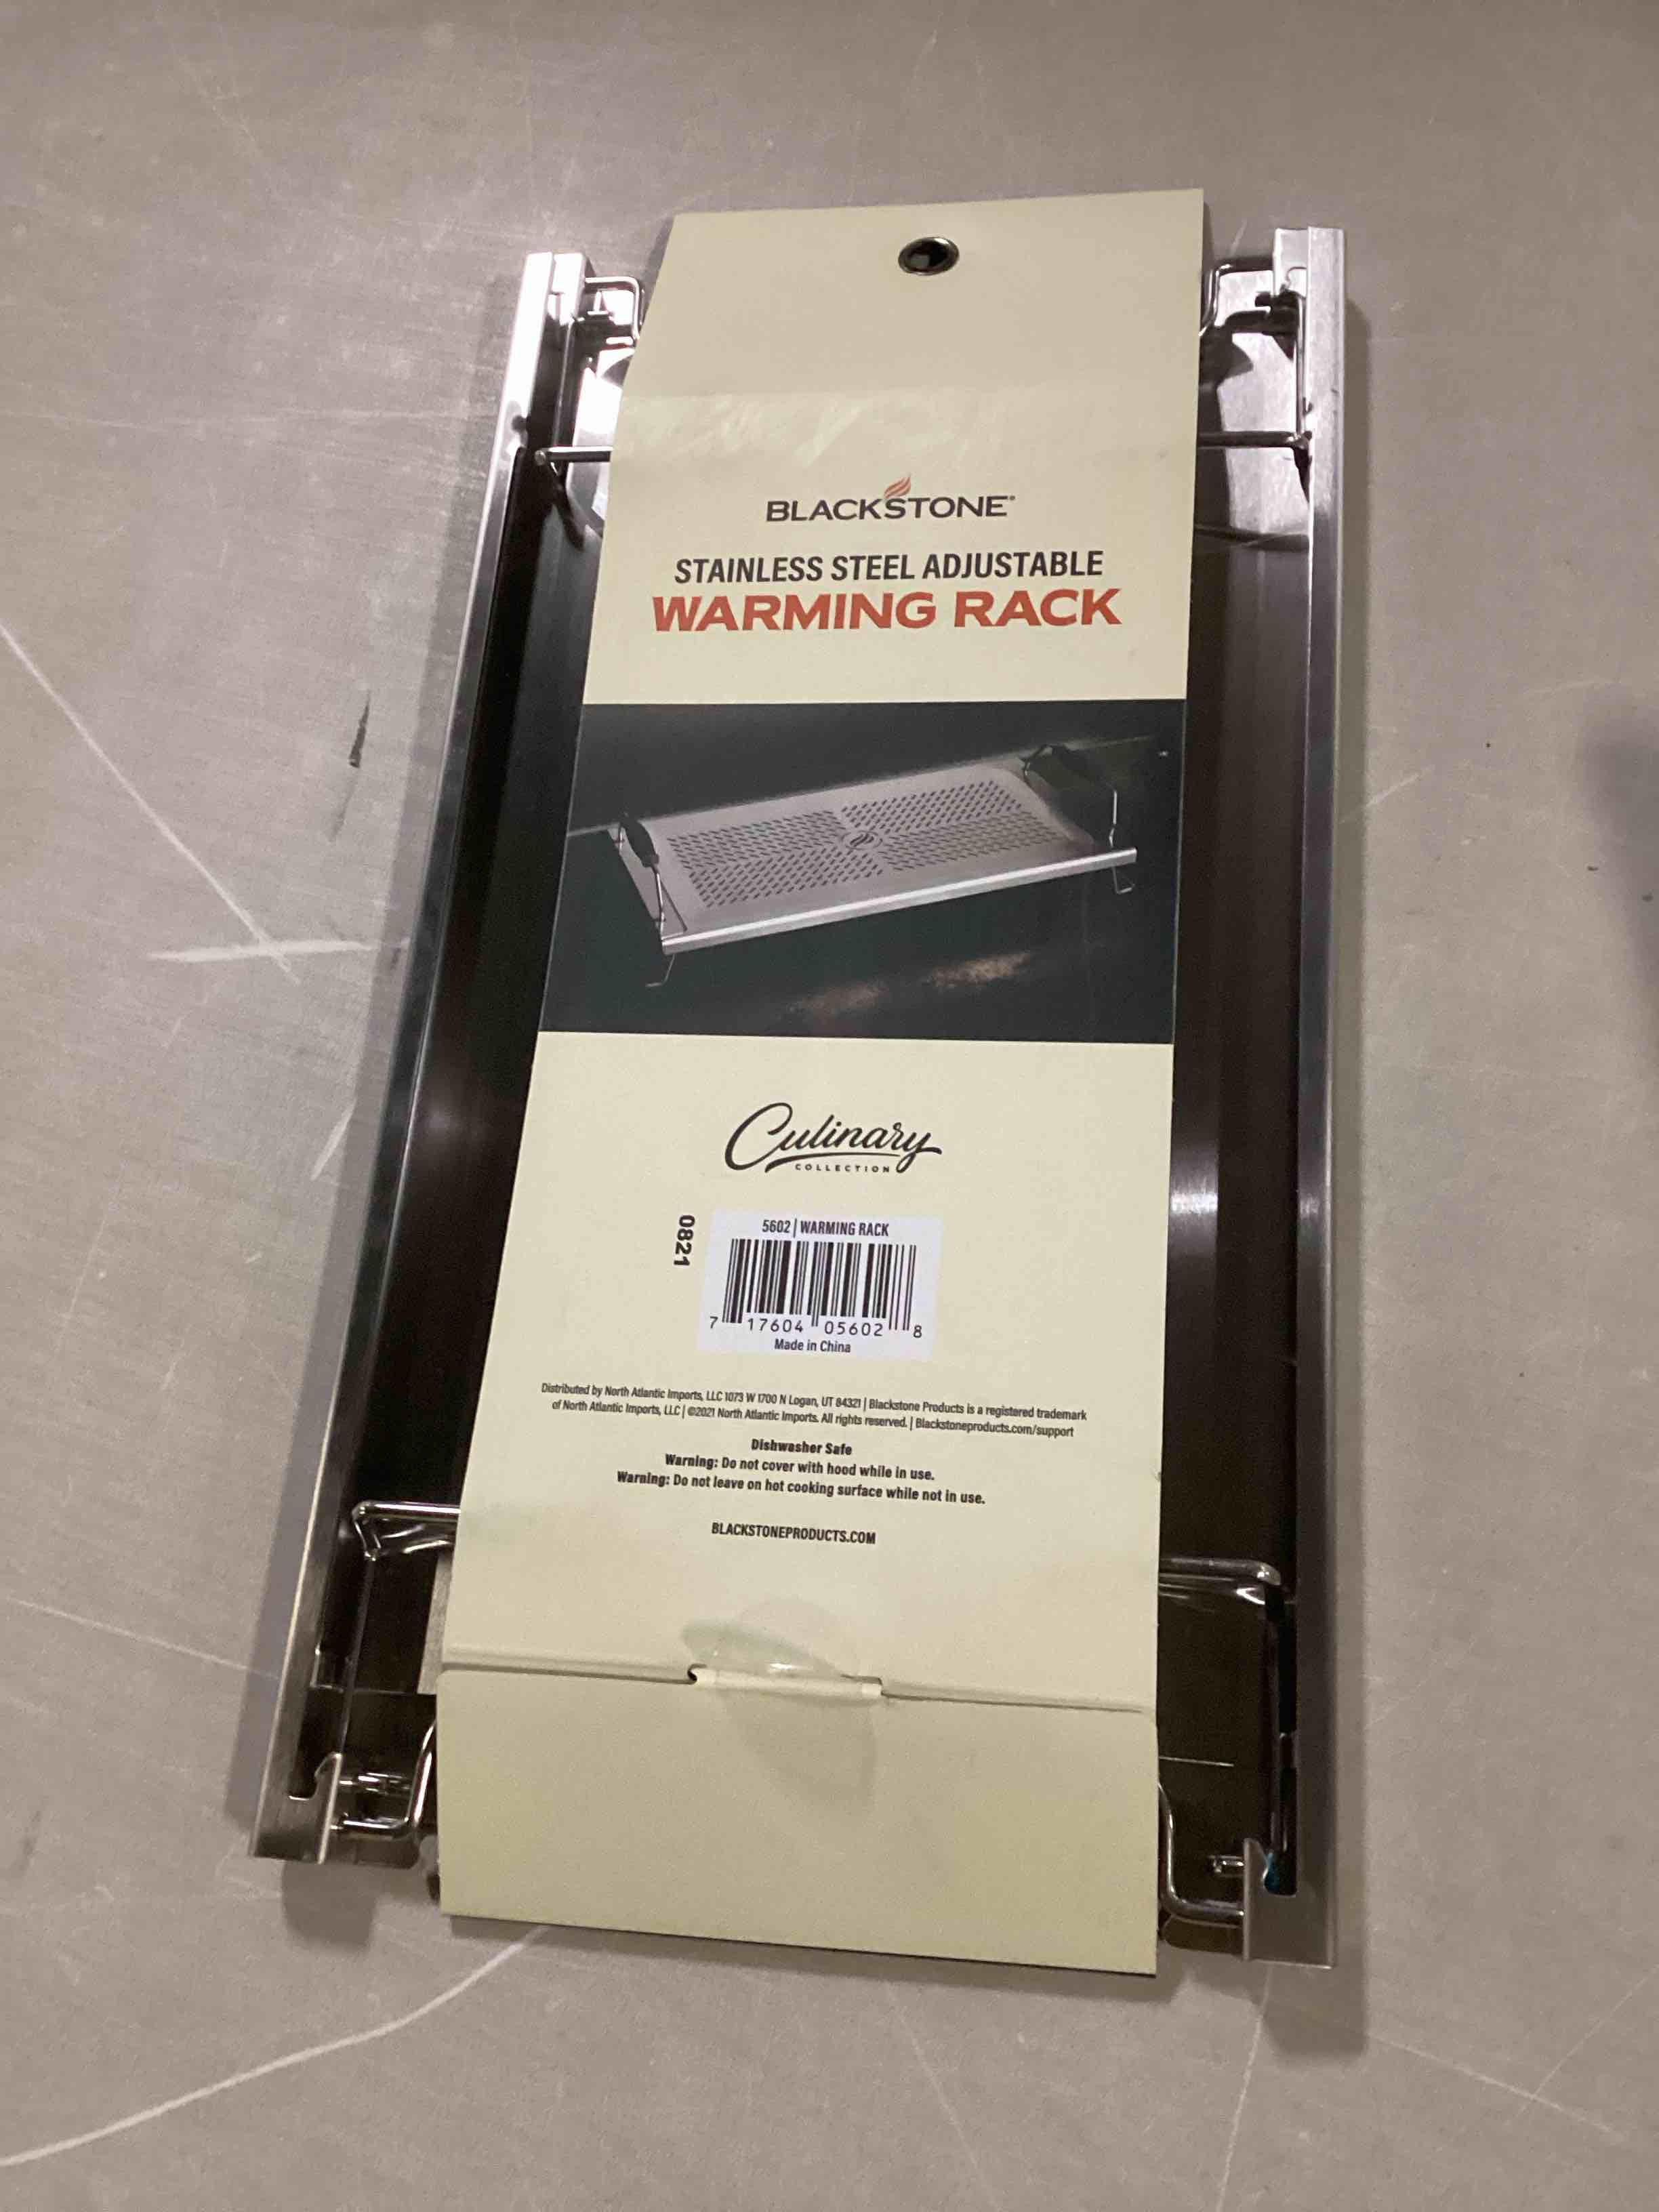 BLACKSTONE®
STAINLESS STEEL ADJUSTABLE
WARMING RACK
Culinary
COLLECTION
0821
5602 | WARMING RACK
7 17604 05602 8
Made in China
Distributed by North Atlantic Imports, LLC 1073 W 1700 N Logan, UT 84321 | Blackstone Products is a registered trademark
of North Atlantic Imports, LLC | ©2021 North Atlantic Imports. All rights reserved. | Blackstoneproducts.com/support
Dishwasher Safe
Warning: Do not cover with hood while in use.
Warning: Do not leave on hot cooking surface while not in use.
BLACKSTONEPRODUCTS.COM